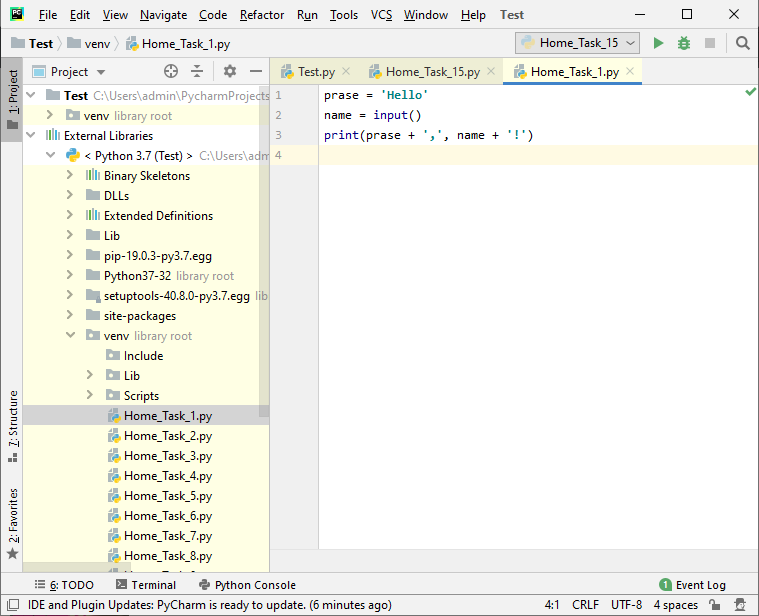 PC File Edit View Navigate Code Refactor Run Tools VCS Window Help Test
Test venv Home_Task_1.py Home_Task_15
1: Project
7: Structure
2: Favorites
Project
Test C:\Users\admin\PycharmProjects
venv library root
External Libraries
< Python 3.7 (Test) > C:\Users\adm
Binary Skeletons
DLLs
Extended Definitions
Lib
pip-19.0.3-py3.7.egg
Python37-32 library root
setuptools-40.8.0-py3.7.egg lib
site-packages
venv library root
Include
Lib
Scripts
Home_Task_1.py
Home_Task_2.py
Home_Task_3.py
Home_Task_4.py
Home_Task_5.py
Home_Task_6.py
Home_Task_7.py
Home_Task_8.py
Test.py Home_Task_15.py Home_Task_1.py
1 prase = 'Hello'
2 name = input()
3 print(prase + ',', name + '!')
4
6: TODO Terminal Python Console 1 Event Log
IDE and Plugin Updates: PyCharm is ready to update. (6 minutes ago) 4:1 CRLF UTF-8 4 spaces